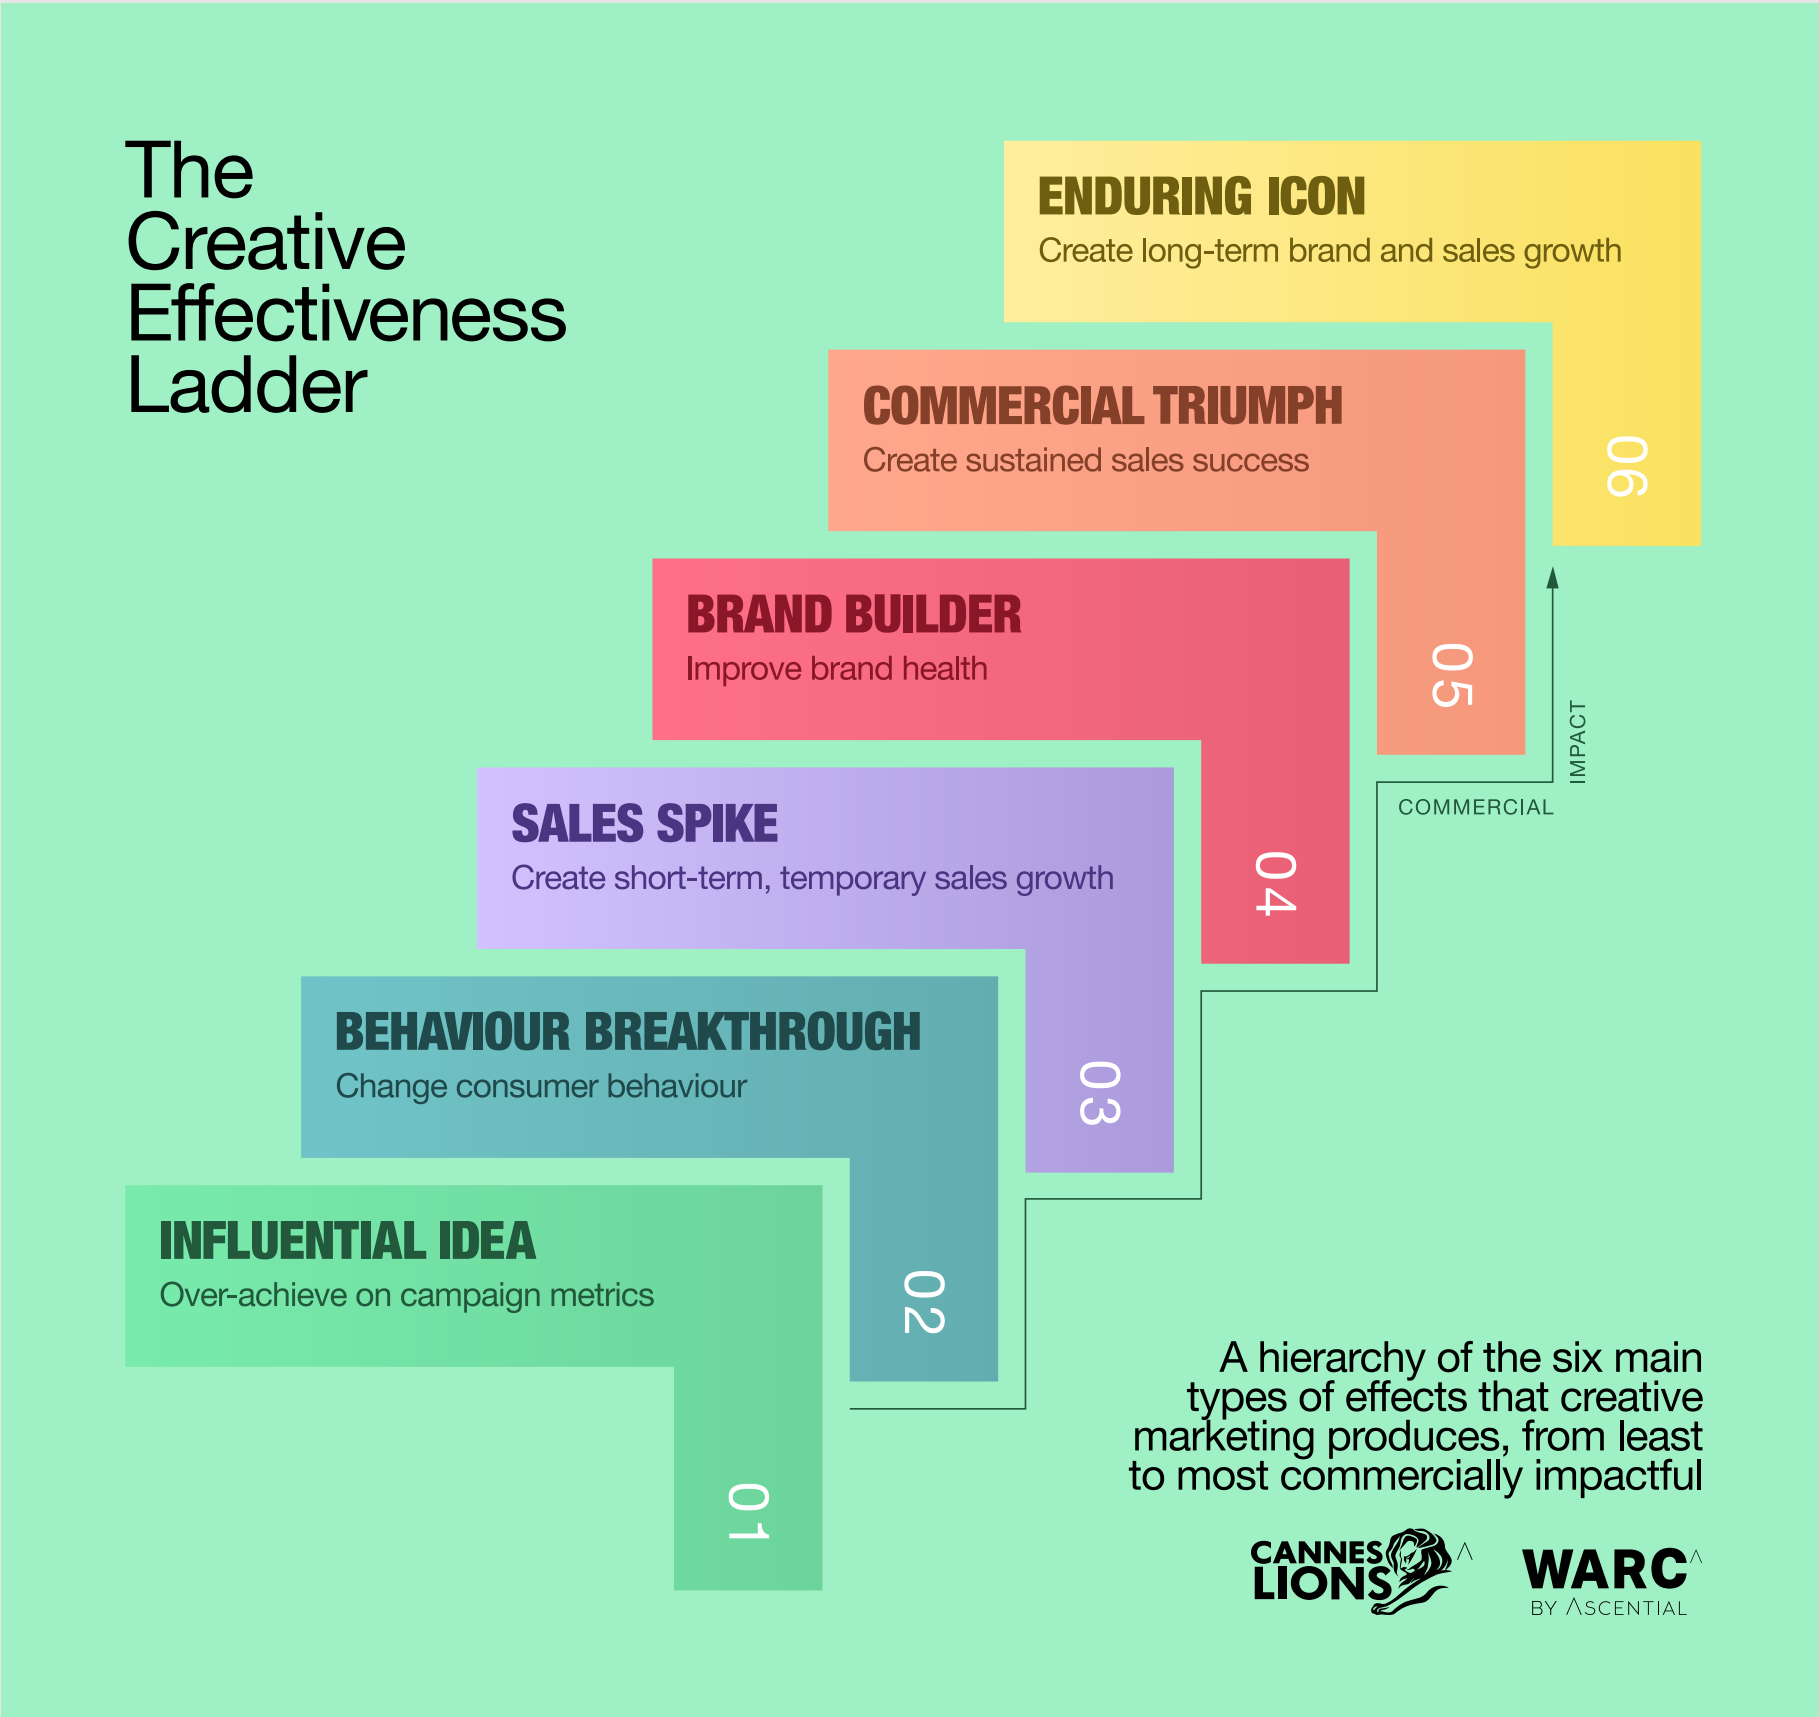 The
Creative
Effectiveness
Ladder
ENDURING ICON
Create long-term brand and sales growth
06
COMMERCIAL TRIUMPH
Create sustained sales success
05
BRAND BUILDER
Improve brand health
04
SALES SPIKE
Create short-term, temporary sales growth
03
BEHAVIOUR BREAKTHROUGH
Change consumer behaviour
02
INFLUENTIAL IDEA
Over-achieve on campaign metrics
01
COMMERCIAL
IMPACT
A hierarchy of the six main
types of effects that creative
marketing produces, from least
to most commercially impactful
CANNES
LIONS
WARC
BY ASCENTIAL